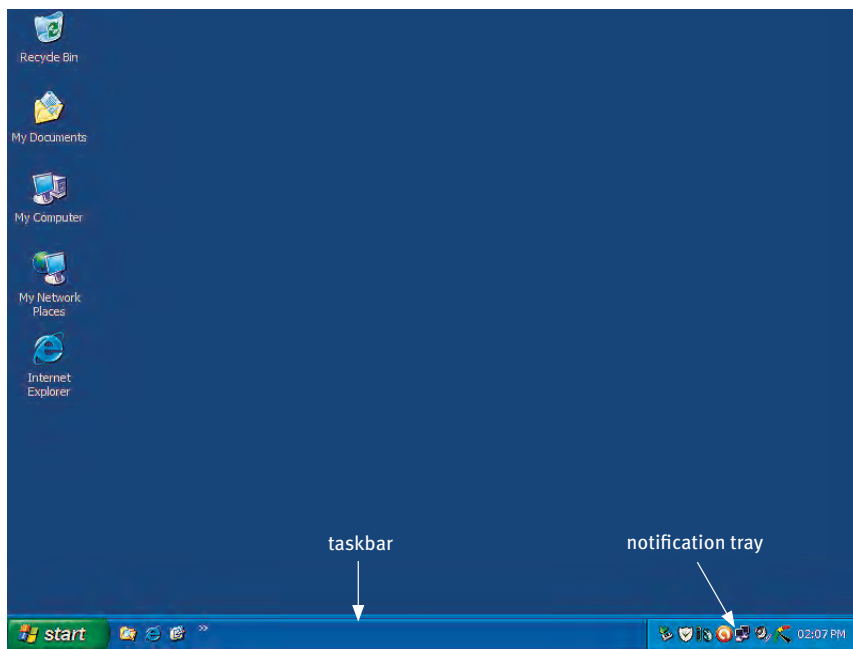 Recycle Bin
My Documents
My Computer
My Network
Places
Internet
Explorer
taskbar
notification tray
start
»
02:07 PM